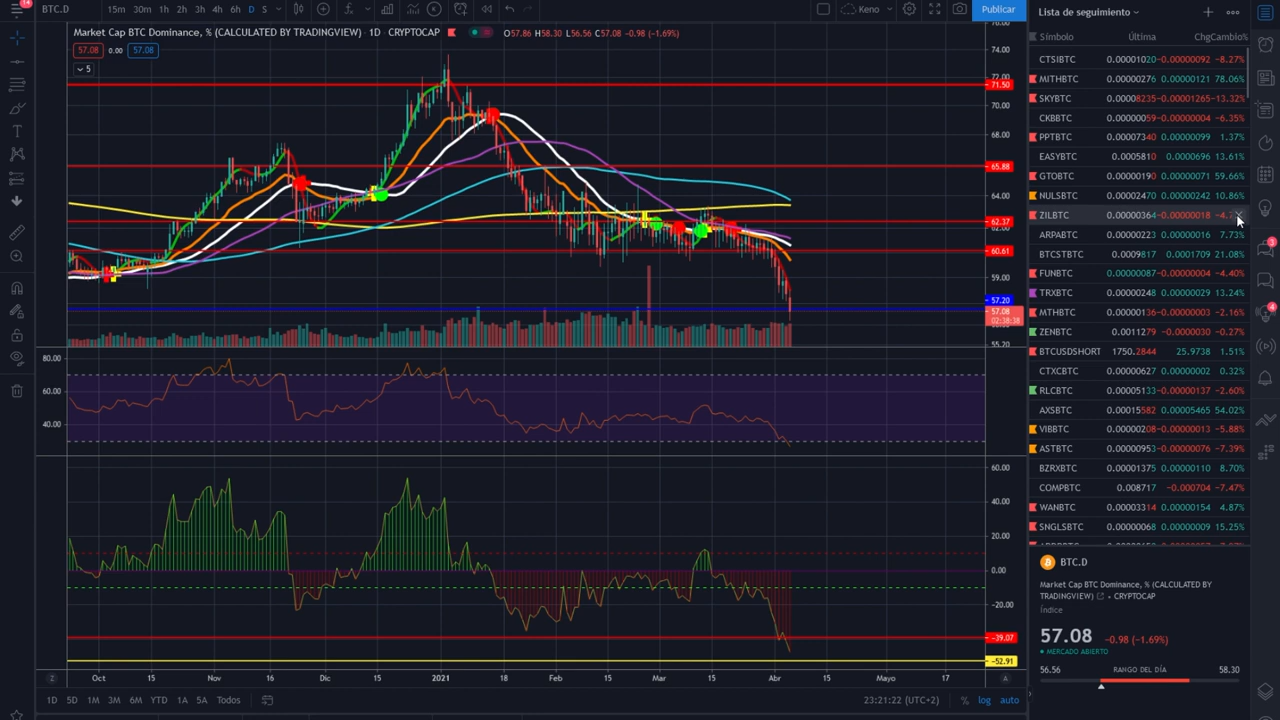 14
BTC.D 15m 30m 1h 2h 3h 4h 6h D S Keno Publicar
Market Cap BTC Dominance, % (CALCULATED BY TRADINGVIEW) · 1D · CRYPTOCAP O57.86 H58.30 L56.56 C57.08 −0.98 (−1.69%)
57.08 0.00 57.08
5
74.00
72.00
71.50
70.00
68.00
65.88
64.00
62.37
62.00
60.61
59.00
57.20
57.08
02:38:38
55.20
80.00
60.00
40.00
60.00
40.00
20.00
0.00
−20.00
−39.07
−52.91
Z Oct 15 Nov 16 Dic 15 2021 18 Feb 15 Mar 15 Abr 15 Mayo 17 A
1D 5D 1M 3M 6M YTD 1A 5A Todos 23:21:22 (UTC+2) % log auto
Lista de seguimiento
Símbolo Última Chg Cambio%
CTSIBTC 0.00001020 −0.00000092 −8.27%
MITHBTC 0.00000276 0.00000121 78.06%
SKYBTC 0.00008235 −0.00001265 −13.32%
CKBBTC 0.00000059 −0.00000004 −6.35%
PPTBTC 0.00007340 0.00000099 1.37%
EASYBTC 0.0005810 0.0000696 13.61%
GTOBTC 0.00000190 0.00000071 59.66%
NULSBTC 0.00002470 0.00000242 10.86%
ZILBTC −0.00000018
ARPABTC 0.00000223 0.00000016 7.73%
BTCSTBTC 0.0009817 0.0001709 21.08%
FUNBTC 0.00000087 −0.00000004 −4.40%
TRXBTC 0.00000248 0.00000029 13.24%
MTHBTC 0.00000136 −0.00000003 −2.16%
ZENBTC 0.0011279 −0.0000030 −0.27%
BTCUSDSHORT 1750.2844 25.9738 1.51%
CTXCBTC 0.00000627 0.00000002 0.32%
RLCBTC 0.00005133 −0.00000137 −2.60%
AXSBTC 0.00015582 0.00005465 54.02%
VIBBTC 0.00000208 −0.00000013 −5.88%
ASTBTC 0.00000953 −0.00000076 −7.39%
BZRXBTC 0.00001375 0.00000110 8.70%
COMPBTC 0.008717 −0.000704 −7.47%
WANBTC 0.00003314 0.00000154 4.87%
SNGLSBTC 0.00000068 0.00000009 15.25%
BTC.D
Market Cap BTC Dominance, % (CALCULATED BY
TRADINGVIEW) • CRYPTOCAP
Índice
57.08 −0.98 (−1.69%)
MERCADO ABIERTO
56.56 RANGO DEL DÍA 58.30
3
4